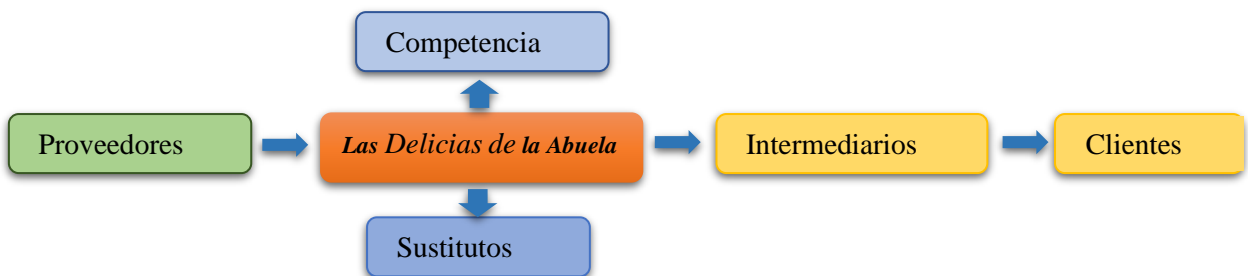 Competencia
Proveedores
Las Delicias de la Abuela
Intermediarios
Clientes
Sustitutos